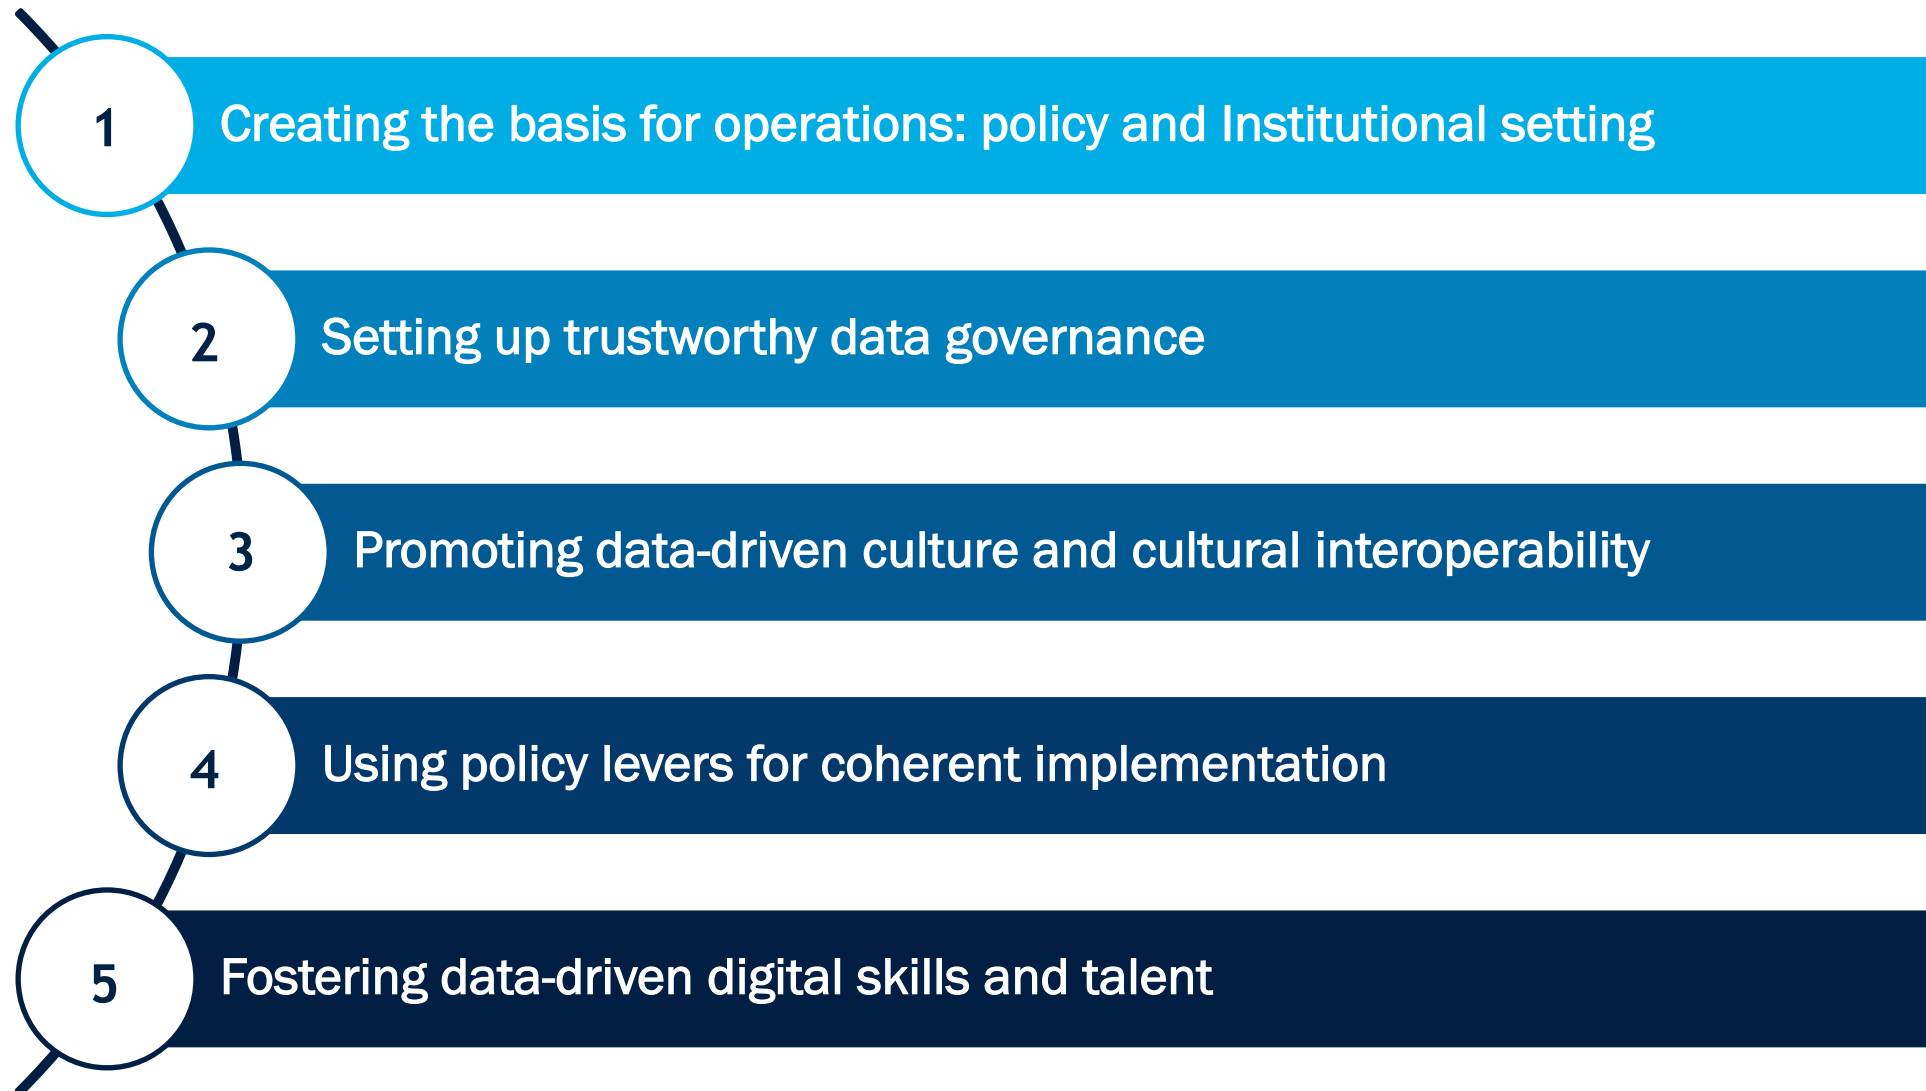 1
Creating the basis for operations: policy and Institutional setting
2
Setting up trustworthy data governance
3
Promoting data-driven culture and cultural interoperability
4
Using policy levers for coherent implementation
5
Fostering data-driven digital skills and talent